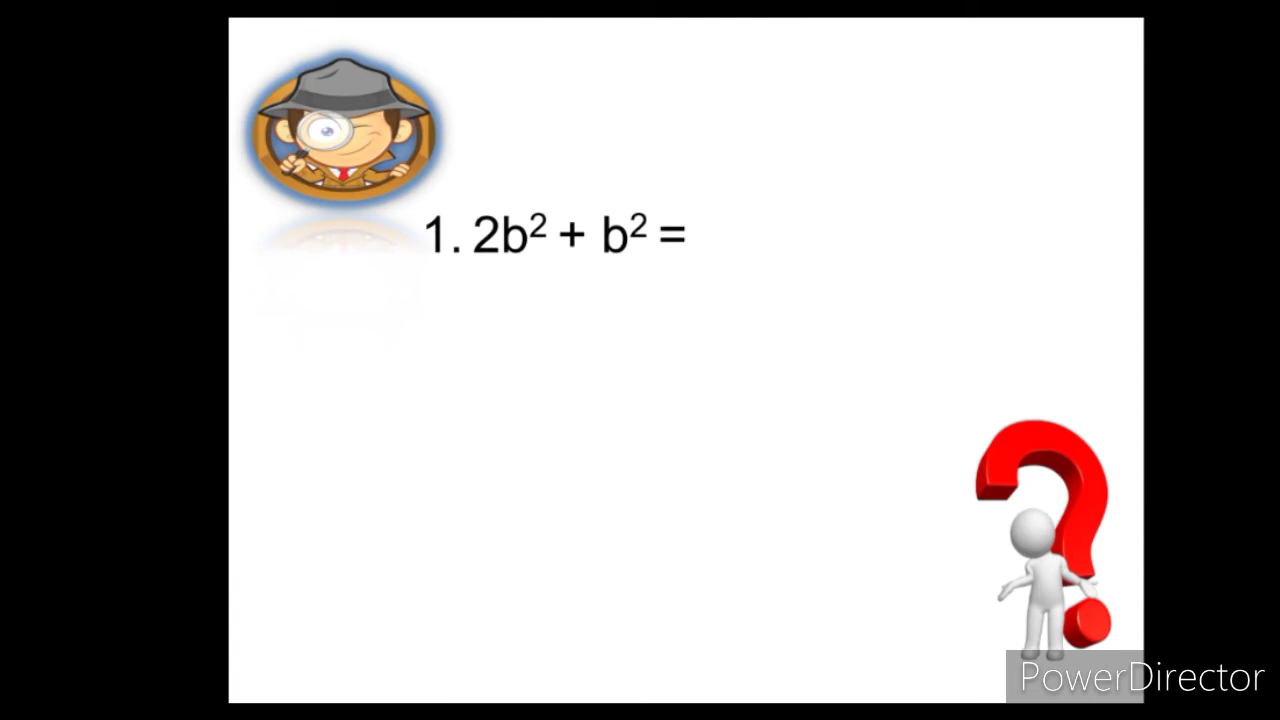 1. 2b² + b² =
PowerDirector